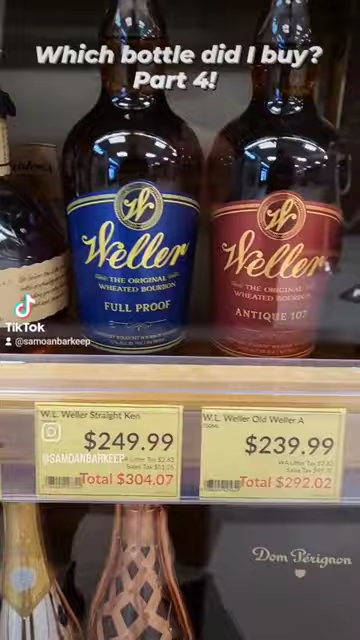 Which bottle did I buy?
Part 4!
W
Weller
THE ORIGINAL
WHEATED BOURBON
FULL PROOF
W
Weller
THE ORIGINAL
WHEATED BOURBON
ANTIQUE 107
TikTok
@samoanbarkeep
W.L. Weller Straight Ken
$249.99
@SAMOANBARKEEP
Total $304.07
W.L. Weller Old Weller A
$239.99
Total $292.02
Dom Pérignon